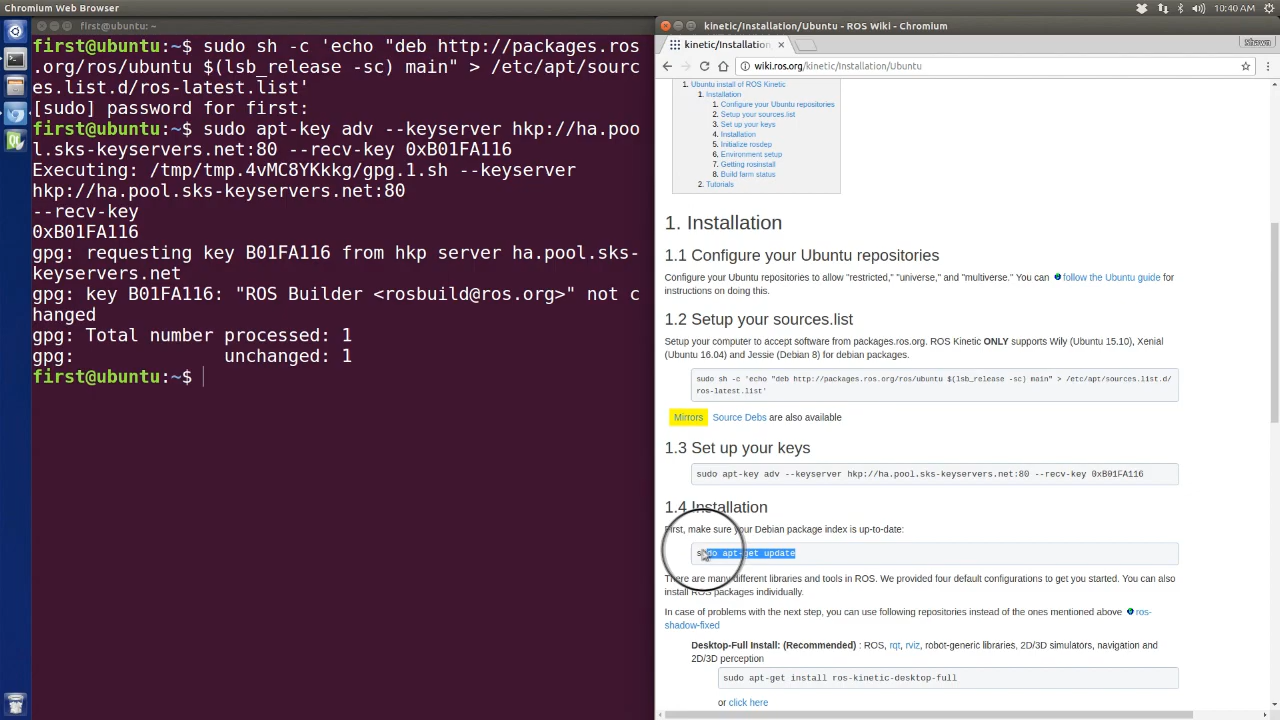 Chromium Web Browser
10:40 AM
first@ubuntu: ~
first@ubuntu:~$ sudo sh -c 'echo "deb http://packages.ros
.org/ros/ubuntu $(lsb_release -sc) main" > /etc/apt/sourc
es.list.d/ros-latest.list'
[sudo] password for first:
first@ubuntu:~$ sudo apt-key adv --keyserver hkp://ha.poo
l.sks-keyservers.net:80 --recv-key 0xB01FA116
Executing: /tmp/tmp.4vMC8YKkkg/gpg.1.sh --keyserver
hkp://ha.pool.sks-keyservers.net:80
--recv-key
0xB01FA116
gpg: requesting key B01FA116 from hkp server ha.pool.sks-
keyservers.net
gpg: key B01FA116: "ROS Builder <rosbuild@ros.org>" not c
hanged
gpg: Total number processed: 1
gpg:              unchanged: 1
first@ubuntu:~$
kinetic/Installation/Ubuntu - ROS Wiki - Chromium
kinetic/Installation
Shawn
wiki.ros.org/kinetic/Installation/Ubuntu
1. Ubuntu install of ROS Kinetic
1. Installation
1. Configure your Ubuntu repositories
2. Setup your sources.list
3. Set up your keys
4. Installation
5. Initialize rosdep
6. Environment setup
7. Getting rosinstall
8. Build farm status
2. Tutorials
1. Installation
1.1 Configure your Ubuntu repositories
Configure your Ubuntu repositories to allow "restricted," "universe," and "multiverse." You can follow the Ubuntu guide for
instructions on doing this.
1.2 Setup your sources.list
Setup your computer to accept software from packages.ros.org. ROS Kinetic ONLY supports Wily (Ubuntu 15.10), Xenial
(Ubuntu 16.04) and Jessie (Debian 8) for debian packages.
sudo sh -c 'echo "deb http://packages.ros.org/ros/ubuntu $(lsb_release -sc) main" > /etc/apt/sources.list.d/
ros-latest.list'
Mirrors Source Debs are also available
1.3 Set up your keys
sudo apt-key adv --keyserver hkp://ha.pool.sks-keyservers.net:80 --recv-key 0xB01FA116
1.4 Installation
First, make sure your Debian package index is up-to-date:
sudo apt-get update
There are many different libraries and tools in ROS. We provided four default configurations to get you started. You can also
install ROS packages individually.
In case of problems with the next step, you can use following repositories instead of the ones mentioned above ros-
shadow-fixed
Desktop-Full Install: (Recommended) : ROS, rqt, rviz, robot-generic libraries, 2D/3D simulators, navigation and
2D/3D perception
sudo apt-get install ros-kinetic-desktop-full
or click here